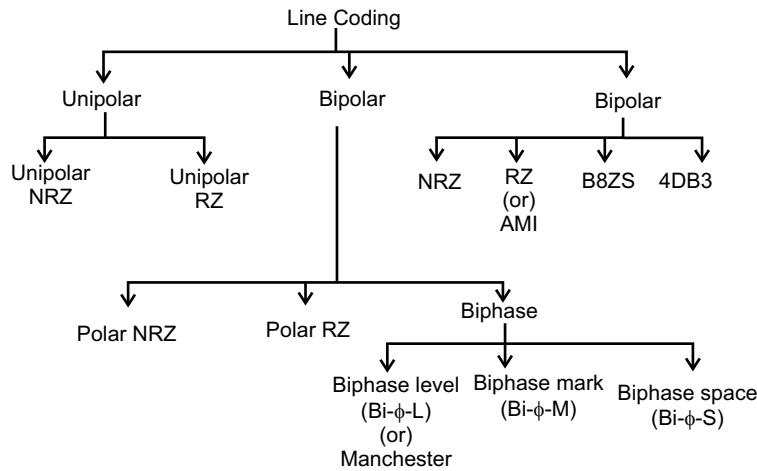 Line Coding
Unipolar
Bipolar
Bipolar
Unipolar
NRZ
Unipolar
RZ
NRZ
RZ
(or)
AMI
B8ZS
4DB3
Polar NRZ
Polar RZ
Biphase
Biphase level
(Bi-ϕ-L)
(or)
Manchester
Biphase mark
(Bi-ϕ-M)
Biphase space
(Bi-ϕ-S)